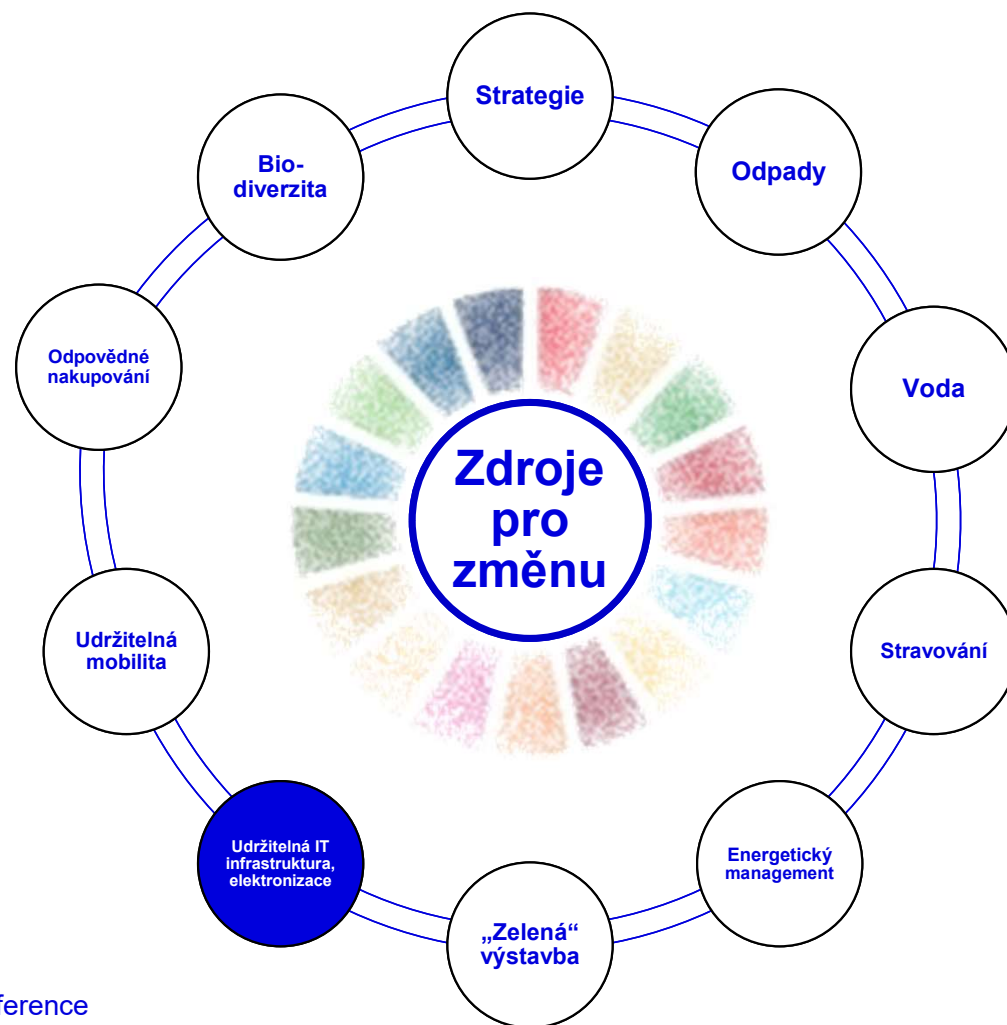 Strategie
Odpady
Voda
Stravování
Energetický
management
„Zelená“
výstavba
Udržitelná IT
infrastruktura,
elektronizace
Udržitelná
mobilita
Odpovědné
nakupování
Bio-
diverzita
Zdroje
pro
změnu
ference